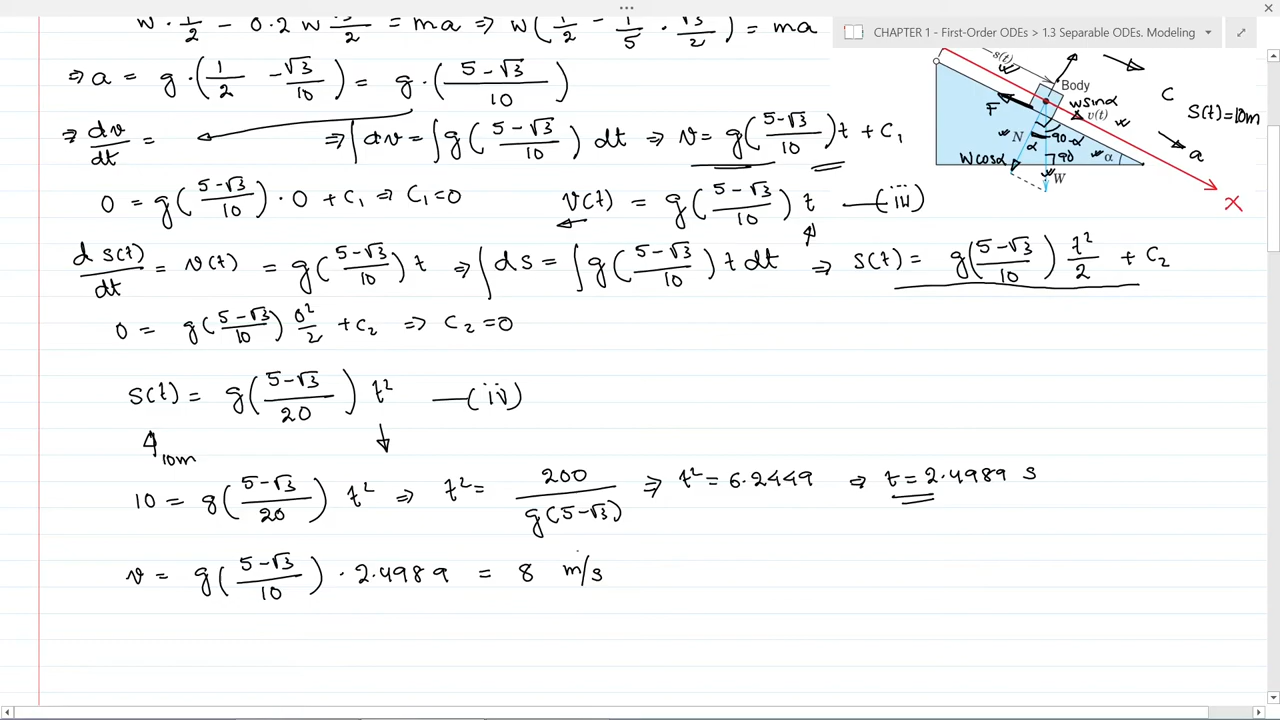 CHAPTER 1 - First-Order ODEs > 1.3 Separable ODEs. Modeling
W · 1/2 - 0.2 W √3/2 = ma ⇒ W(1/2 - 1/5 · √3/2) = ma
⇒ a = g · (1/2 - √3/10) = g · (5-√3/10)
⇒ dv/dt = ⇒ ∫dv = ∫g(5-√3/10) dt ⇒ v = g(5-√3/10)t + C₁
0 = g(5-√3/10) · 0 + C₁ ⇒ C₁ = 0 v(t) = g(5-√3/10) t —(iii)
d s(t)/dt = v(t) = g(5-√3/10) t ⇒ ∫ds = ∫g(5-√3/10) t dt ⇒ s(t) = g(5-√3/10) t²/2 + C₂
0 = g(5-√3/10) 0²/2 + C₂ ⇒ C₂ = 0
s(t) = g(5-√3/20) t² —(iv)
10m
10 = g(5-√3/20) t² ⇒ t² = 200/g(5-√3) ⇒ t² = 6.2449 ⇒ t = 2.4989 s
v = g(5-√3/10) · 2.4989 = 8 m/s
s(t)
Body
C
F
W sinα
v(t)
S(t)=10m
N
α
90-α
a
W cosα
90
α
W
X